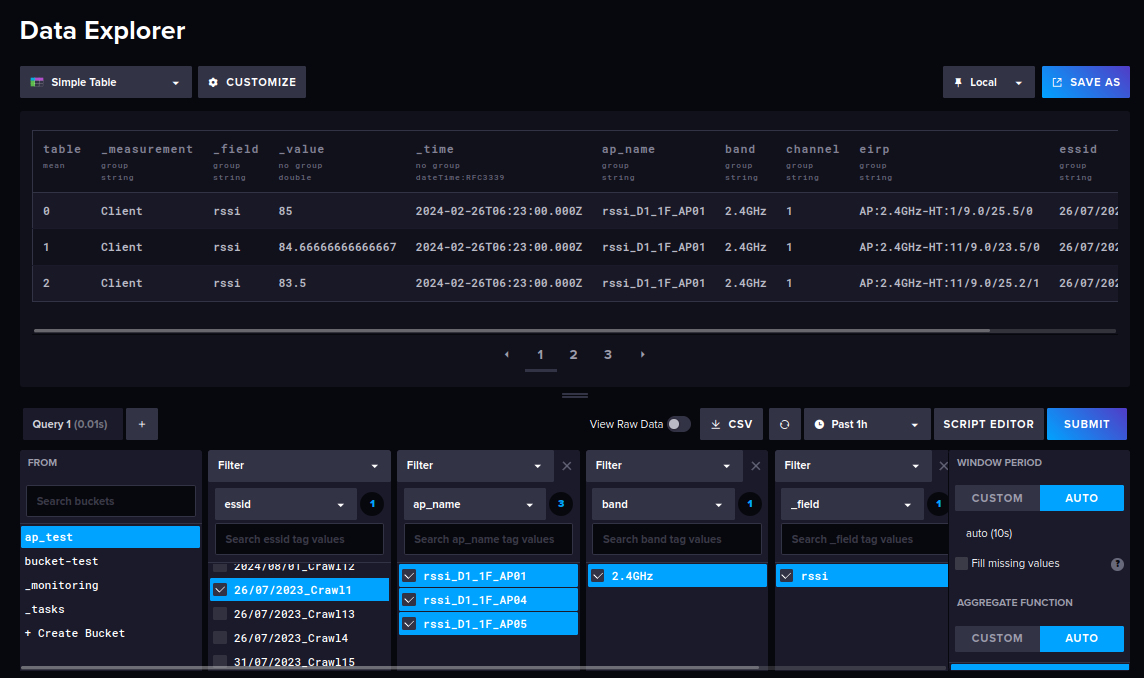 Data Explorer
Simple Table
CUSTOMIZE
Local
SAVE AS
table _measurement _field _value _time ap_name band channel eirp essid
mean group group no group no group group group group group group
string string double dateTime:RFC3339 string string string string string
0 Client rssi 85 2024-02-26T06:23:00.000Z rssi_D1_1F_AP01 2.4GHz 1 AP:2.4GHz-HT:1/9.0/25.5/0 26/07/202
1 Client rssi 84.66666666666667 2024-02-26T06:23:00.000Z rssi_D1_1F_AP01 2.4GHz 1 AP:2.4GHz-HT:11/9.0/23.5/0 26/07/202
2 Client rssi 83.5 2024-02-26T06:23:00.000Z rssi_D1_1F_AP01 2.4GHz 1 AP:2.4GHz-HT:11/9.0/25.2/1 26/07/202
1 2 3
Query 1 (0.01s)
+
View Raw Data
CSV
Past 1h
SCRIPT EDITOR
SUBMIT
FROM
Search buckets
ap_test
bucket-test
_monitoring
_tasks
+ Create Bucket
Filter
essid
1
Search essid tag values
2024/08/01_Crawl12
26/07/2023_Crawl1
26/07/2023_Crawl13
26/07/2023_Crawl4
31/07/2023_Crawl15
Filter
ap_name
3
Search ap_name tag values
rssi_D1_1F_AP01
rssi_D1_1F_AP04
rssi_D1_1F_AP05
Filter
band
1
Search band tag values
2.4GHz
Filter
_field
1
Search _field tag values
rssi
WINDOW PERIOD
CUSTOM
AUTO
auto (10s)
Fill missing values
?
AGGREGATE FUNCTION
CUSTOM
AUTO